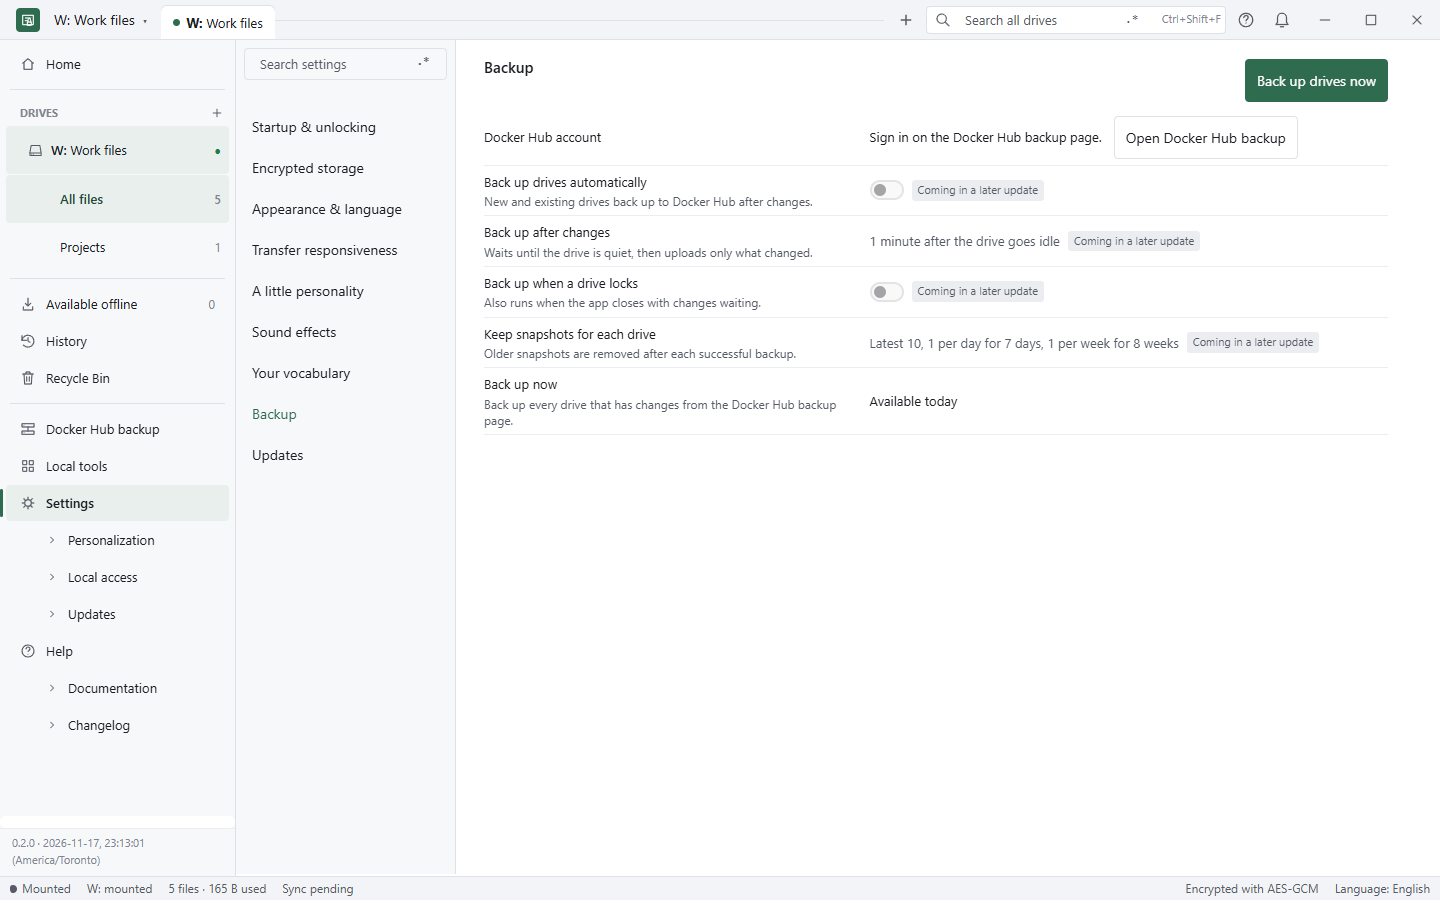 W: Work files
W: Work files
Search all drives
.*
Ctrl+Shift+F
Home
DRIVES
W: Work files
All files 5
Projects 1
Available offline 0
History
Recycle Bin
Docker Hub backup
Local tools
Settings
Personalization
Local access
Updates
Help
Documentation
Changelog
0.2.0 · 2026-11-17, 23:13:01
(America/Toronto)
Search settings .*
Startup & unlocking
Encrypted storage
Appearance & language
Transfer responsiveness
A little personality
Sound effects
Your vocabulary
Backup
Updates
Backup
Back up drives now
Docker Hub account
Sign in on the Docker Hub backup page.
Open Docker Hub backup
Back up drives automatically
New and existing drives back up to Docker Hub after changes.
Coming in a later update
Back up after changes
Waits until the drive is quiet, then uploads only what changed.
1 minute after the drive goes idle
Coming in a later update
Back up when a drive locks
Also runs when the app closes with changes waiting.
Coming in a later update
Keep snapshots for each drive
Older snapshots are removed after each successful backup.
Latest 10, 1 per day for 7 days, 1 per week for 8 weeks
Coming in a later update
Back up now
Back up every drive that has changes from the Docker Hub backup
page.
Available today
Mounted
W: mounted
5 files · 165 B used
Sync pending
Encrypted with AES-GCM
Language: English